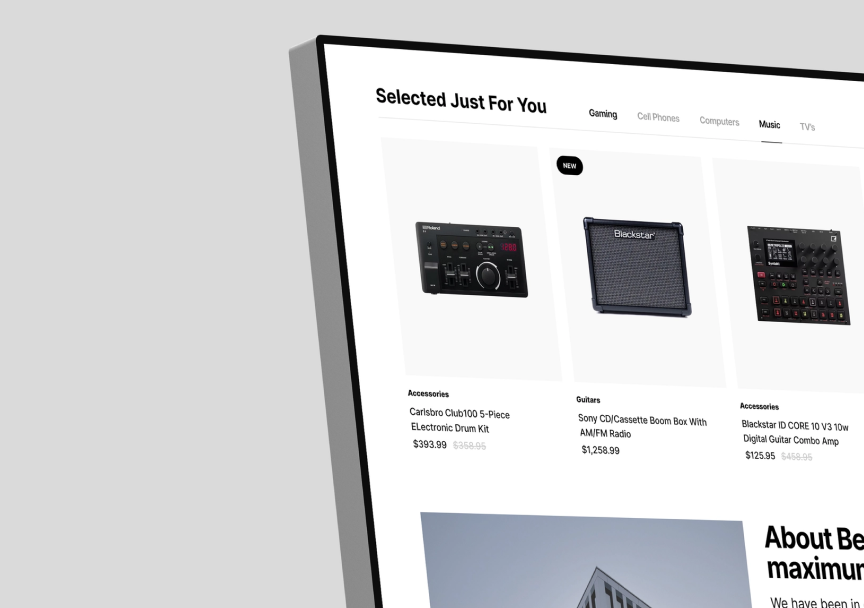 Selected Just For You
Gaming Cell Phones Computers Music TV's
NEW
Roland
Blackstar
Accessories
Carlsbro Club100 5-Piece
ELectronic Drum Kit
$393.99 $358.95
Guitars
Sony CD/Cassette Boom Box With
AM/FM Radio
$1,258.99
Accessories
Blackstar ID CORE 10 V3 10w
Digital Guitar Combo Amp
$125.95 $458.95
About Be
maximum
We have been in